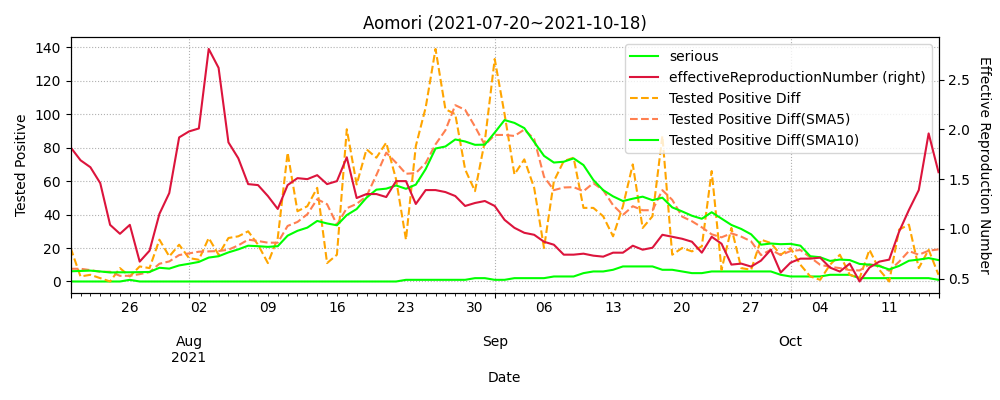 Aomori (2021-07-20~2021-10-18)
Tested Positive
140
120
100
80
60
40
20
0
serious
effectiveReproductionNumber (right)
Tested Positive Diff
Tested Positive Diff(SMA5)
Tested Positive Diff(SMA10)
2.5
2.0
1.5
1.0
0.5
Effective Reproduction Number
26 02 09 16 23 30 06 13 20 27 04 11
Aug Sep Oct
2021
Date